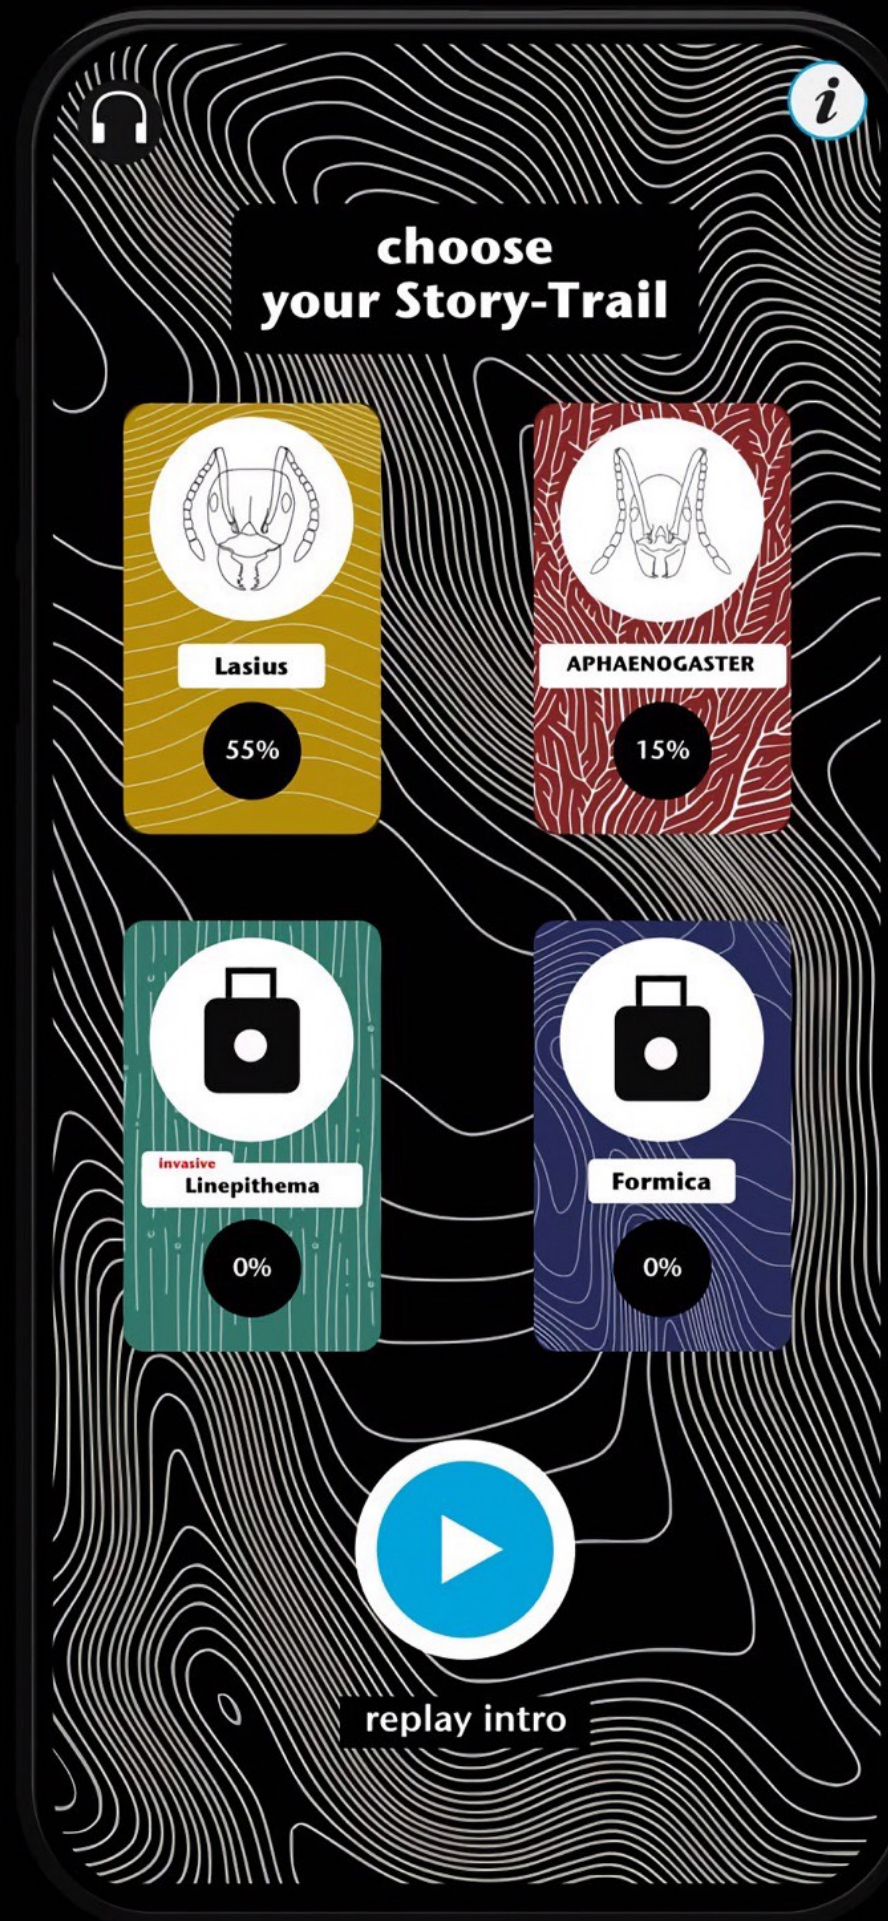 i
choose
your Story-Trail
Lasius
55%
APHAENOGASTER
15%
invasive
Linepithema
0%
Formica
0%
replay intro